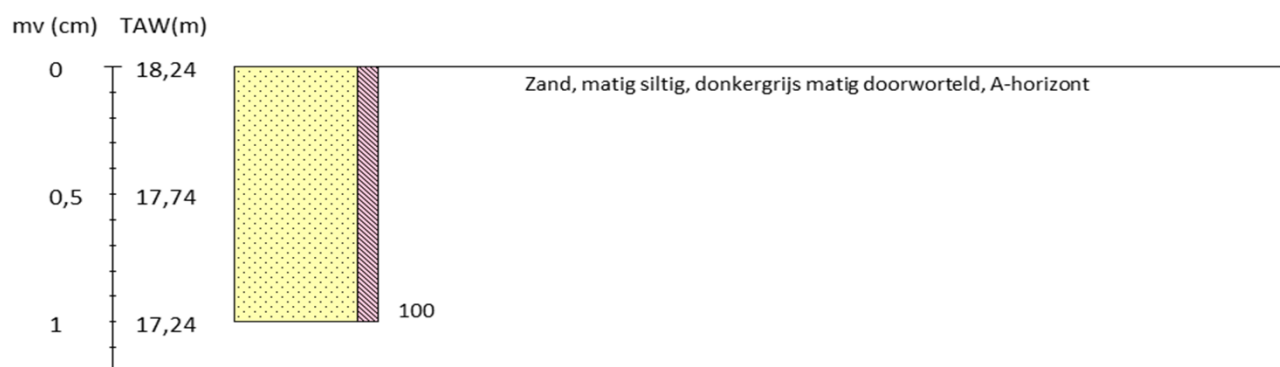 mv (cm) TAW(m)
0 18,24
Zand, matig siltig, donkergrijs matig doorworteld, A-horizont
0,5 17,74
100
1 17,24